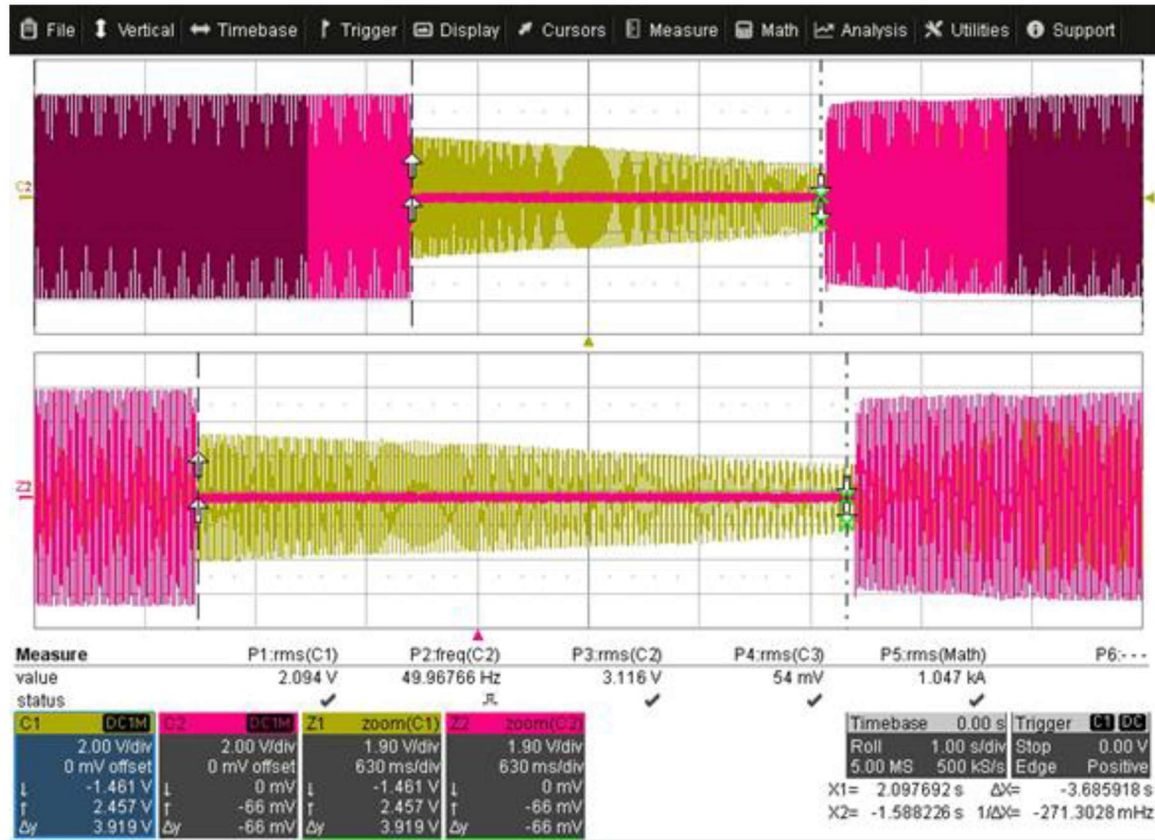 File Vertical Timebase Trigger Display Cursors Measure Math Analysis Utilities Support
C2
Z2
Measure P1:rms(C1) P2:freq(C2) P3:rms(C2) P4:rms(C3) P5:rms(Math) P6:- - -
value 2.094 V 49.96766 Hz 3.116 V 54 mV 1.047 kA
status
C1 DC1M C2 DC1M Z1 zoom(C1) Z2 zoom(C2) Timebase 0.00 s Trigger C1 DC
2.00 V/div 2.00 V/div 1.90 V/div 1.90 V/div Roll 1.00 s/div Stop 0.00 V
0 mV offset 0 mV offset 630 ms/div 630 ms/div 5.00 MS 500 kS/s Edge Positive
↓ -1.461 V ↓ 0 mV ↓ -1.461 V ↓ 0 mV X1= 2.097692 s ΔX= -3.685918 s
↑ 2.457 V ↑ -66 mV ↑ 2.457 V ↑ -66 mV X2= -1.588226 s 1/ΔX= -271.3028 mHz
Δy 3.919 V Δy -66 mV Δy 3.919 V Δy -66 mV